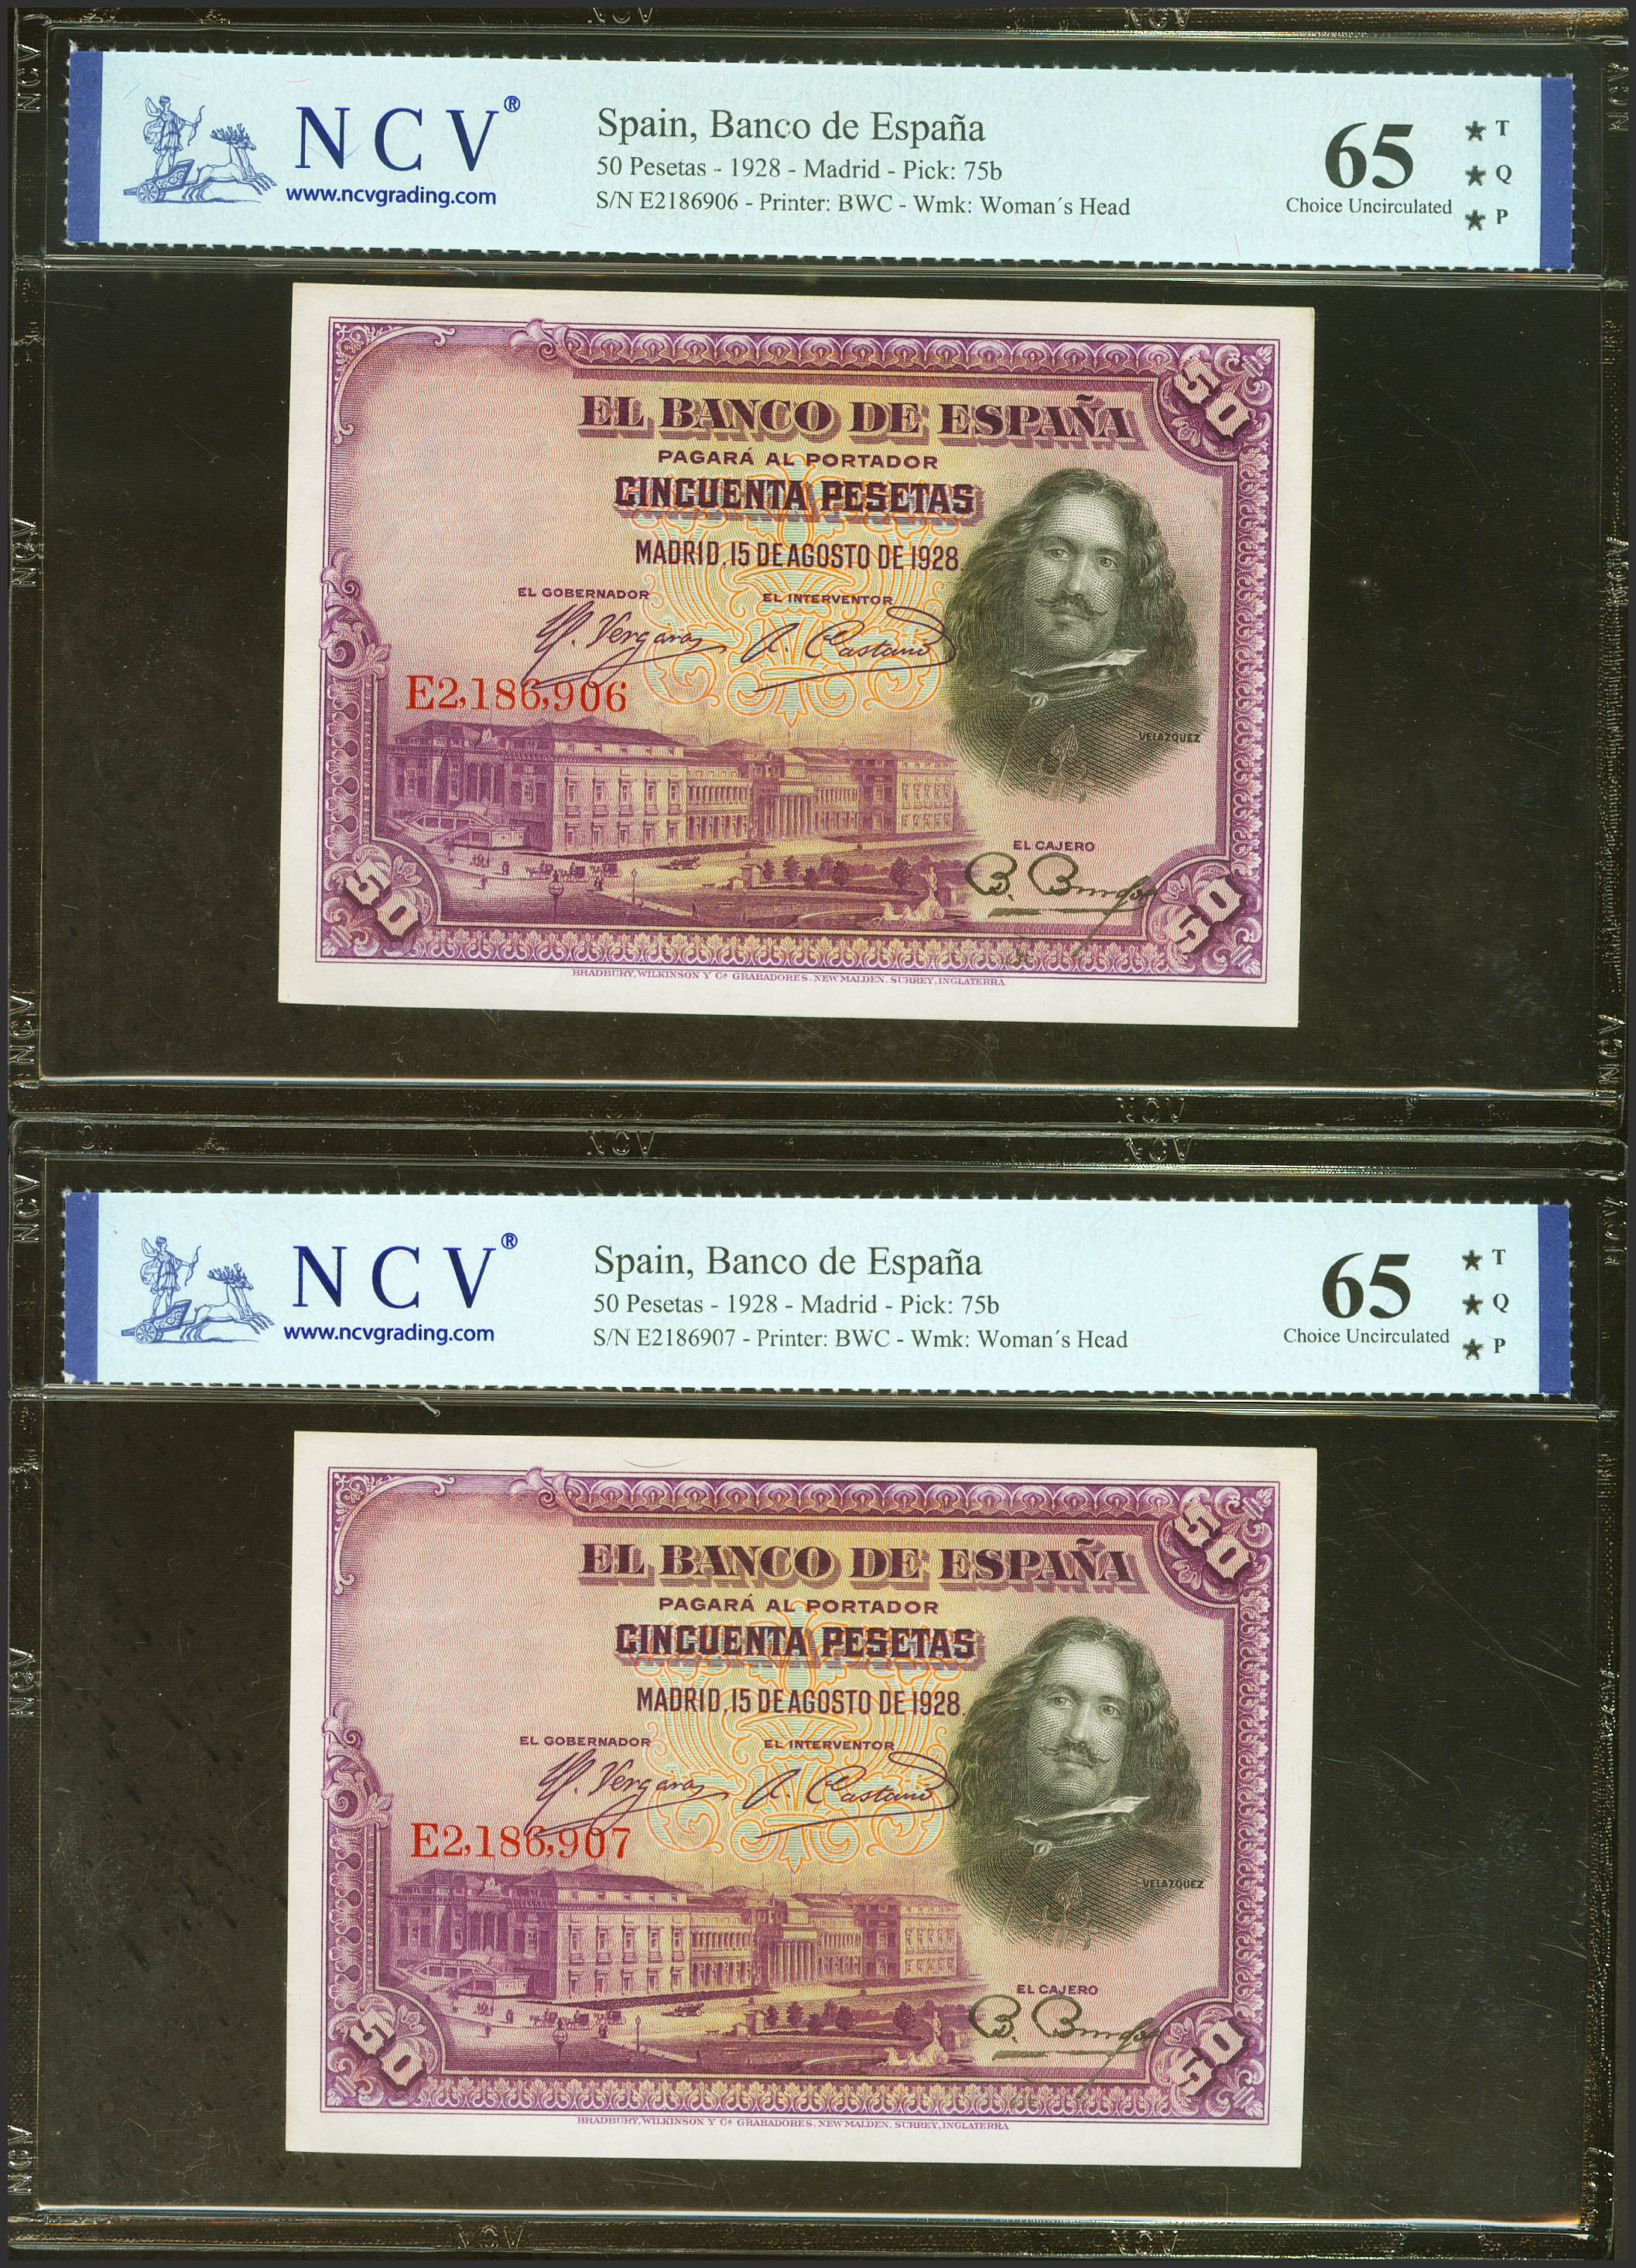 NCV®
www.ncvgrading.com
Spain, Banco de España
50 Pesetas - 1928 - Madrid - Pick: 75b
S/N E2186906 - Printer: BWC - Wmk: Woman´s Head
65
Choice Uncirculated
★ T
★ Q
★ P
50
EL BANCO DE ESPAÑA
PAGARÁ AL PORTADOR
CINCUENTA PESETAS
MADRID, 15 DE AGOSTO DE 1928.
EL GOBERNADOR
EL INTERVENTOR
E2,186,906
VELAZQUEZ
EL CAJERO
50
50
BRADBURY, WILKINSON Y Cª GRABADORES, NEW MALDEN, SURREY, INGLATERRA
NCV®
www.ncvgrading.com
Spain, Banco de España
50 Pesetas - 1928 - Madrid - Pick: 75b
S/N E2186907 - Printer: BWC - Wmk: Woman´s Head
65
Choice Uncirculated
★ T
★ Q
★ P
50
EL BANCO DE ESPAÑA
PAGARÁ AL PORTADOR
CINCUENTA PESETAS
MADRID, 15 DE AGOSTO DE 1928.
EL GOBERNADOR
EL INTERVENTOR
E2,186,907
VELAZQUEZ
EL CAJERO
50
50
BRADBURY, WILKINSON Y Cª GRABADORES, NEW MALDEN, SURREY, INGLATERRA